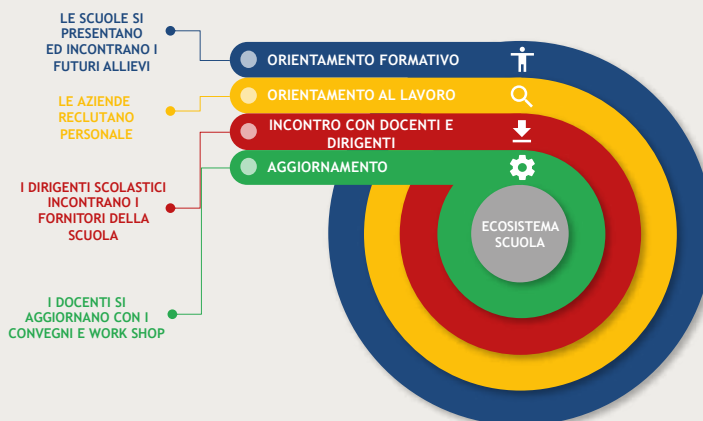 LE SCUOLE SI
PRESENTANO
ED INCONTRANO I
FUTURI ALLIEVI
ORIENTAMENTO FORMATIVO
LE AZIENDE
RECLUTANO
PERSONALE
ORIENTAMENTO AL LAVORO
I DIRIGENTI SCOLASTICI
INCONTRANO I
FORNITORI DELLA
SCUOLA
INCONTRO CON DOCENTI E
DIRIGENTI
I DOCENTI SI
AGGIORNANO CON I
CONVEGNI E WORK SHOP
AGGIORNAMENTO
ECOSISTEMA
SCUOLA